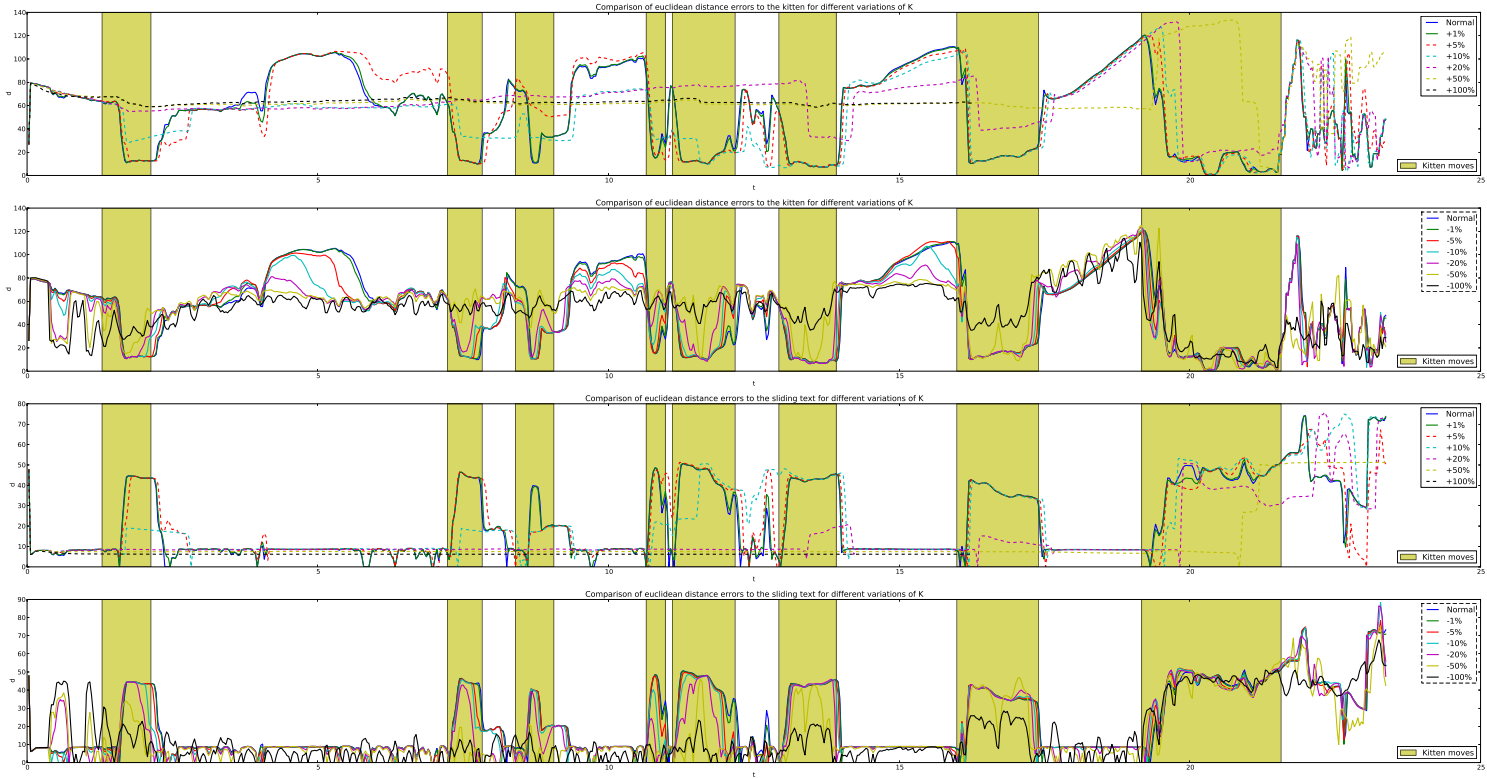 Comparison of euclidean distance errors to the kitten for different variations of K
140
120
100
80
60
40
20
0
d
0 5 10 15 20 25
t
Normal
+1%
+5%
+10%
+20%
+50%
+100%
Kitten moves
Comparison of euclidean distance errors to the kitten for different variations of K
140
120
100
80
60
40
20
0
d
0 5 10 15 20 25
t
Normal
-1%
-5%
-10%
-20%
-50%
-100%
Kitten moves
Comparison of euclidean distance errors to the sliding text for different variations of K
80
70
60
50
40
30
20
10
0
d
0 5 10 15 20 25
t
Normal
+1%
+5%
+10%
+20%
+50%
+100%
Kitten moves
Comparison of euclidean distance errors to the sliding text for different variations of K
90
80
70
60
50
40
30
20
10
0
d
0 5 10 15 20 25
t
Normal
-1%
-5%
-10%
-20%
-50%
-100%
Kitten moves